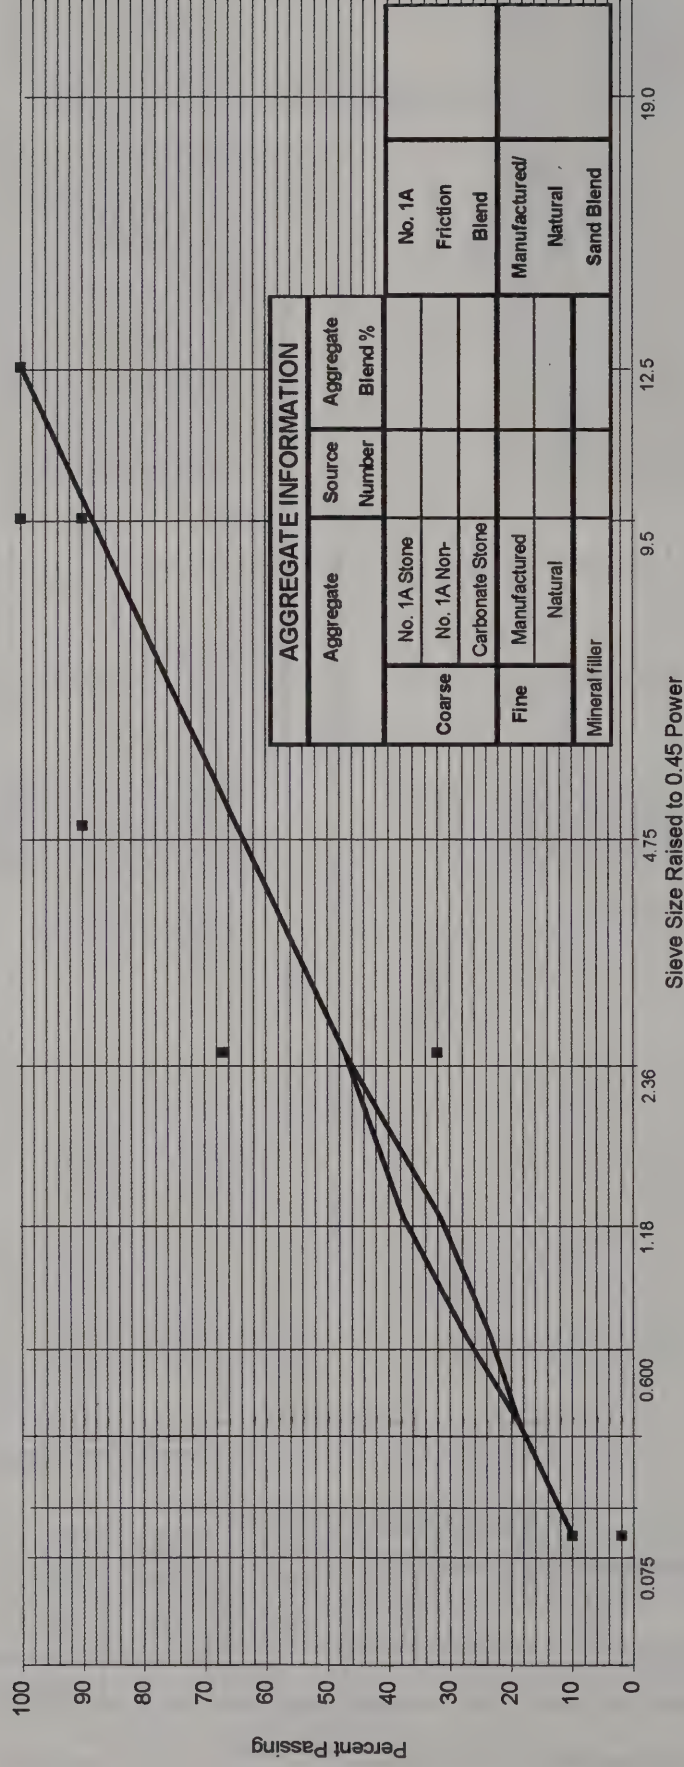 Percent Passing
100
90
80
70
60
50
40
30
20
10
0
AGGREGATE INFORMATION
Aggregate
Source
Number
Aggregate
Blend %
Coarse
No. 1A Stone
No. 1A Non-
Carbonate Stone
No. 1A
Friction
Blend
Fine
Manufactured
Natural
Manufactured/
Natural
Sand Blend
Mineral filler
0.075
0.600
1.18
2.36
4.75
9.5
12.5
19.0
Sieve Size Raised to 0.45 Power